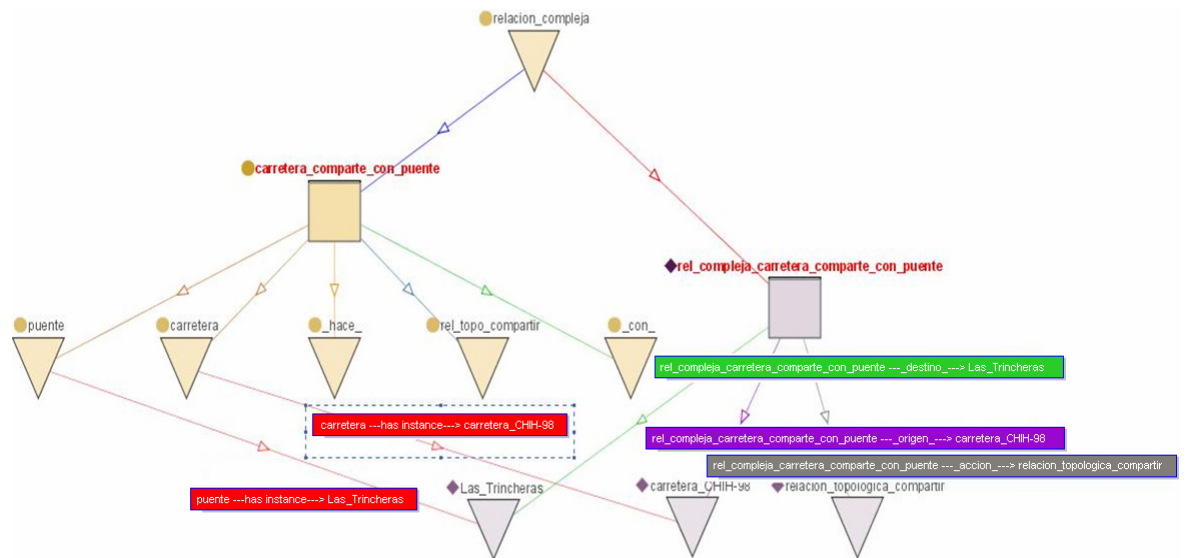 relacion_compleja
carretera_comparte_con_puente
rel_compleja_carretera_comparte_con_puente
puente
carretera
_hace_
rel_topo_compartir
_con_
rel_compleja_carretera_comparte_con_puente ---_destino_---> Las_Trincheras
carretera ---has instance---> carretera_CHIH-98
rel_compleja_carretera_comparte_con_puente ---_origen_---> carretera_CHIH-98
rel_compleja_carretera_comparte_con_puente ---_accion_---> relacion_topologica_compartir
puente ---has instance---> Las_Trincheras
Las_Trincheras
carretera_CHIH-98
relacion_topologica_compartir